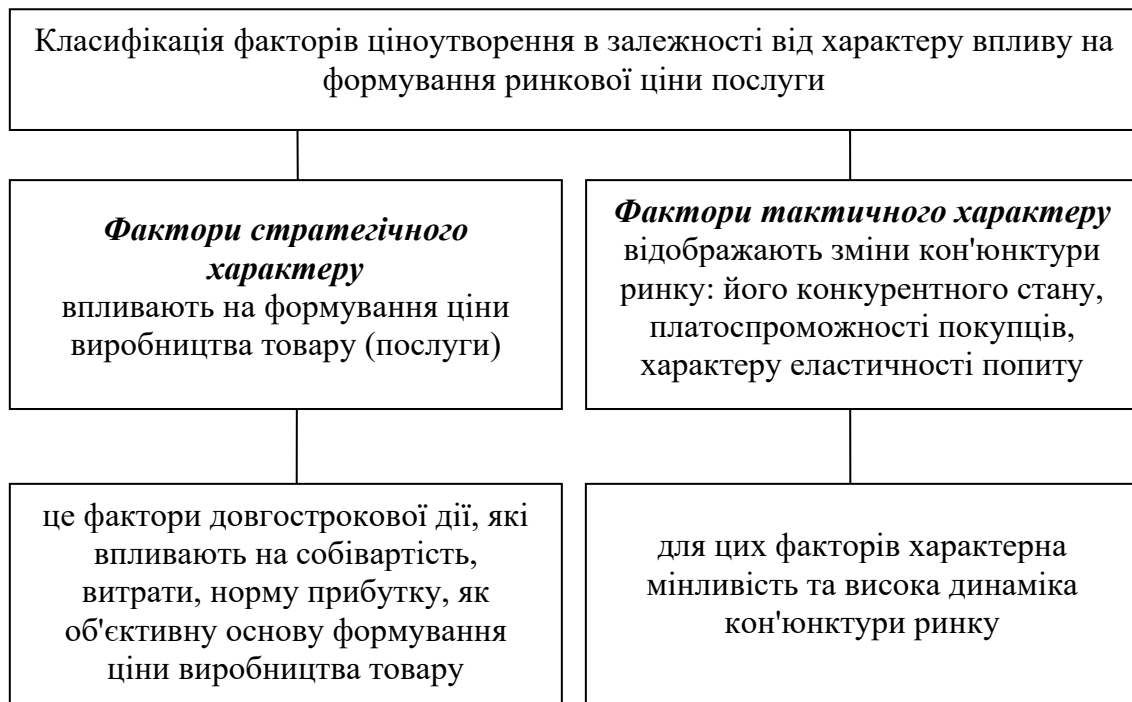 Класифікація факторів ціноутворення в залежності від характеру впливу на
формування ринкової ціни послуги
Фактори стратегічного
характеру
впливають на формування ціни
виробництва товару (послуги)
Фактори тактичного характеру
відображають зміни кон'юнктури
ринку: його конкурентного стану,
платоспроможності покупців,
характеру еластичності попиту
це фактори довгострокової дії, які
впливають на собівартість,
витрати, норму прибутку, як
об'єктивну основу формування
ціни виробництва товару
для цих факторів характерна
мінливість та висока динаміка
кон'юнктури ринку